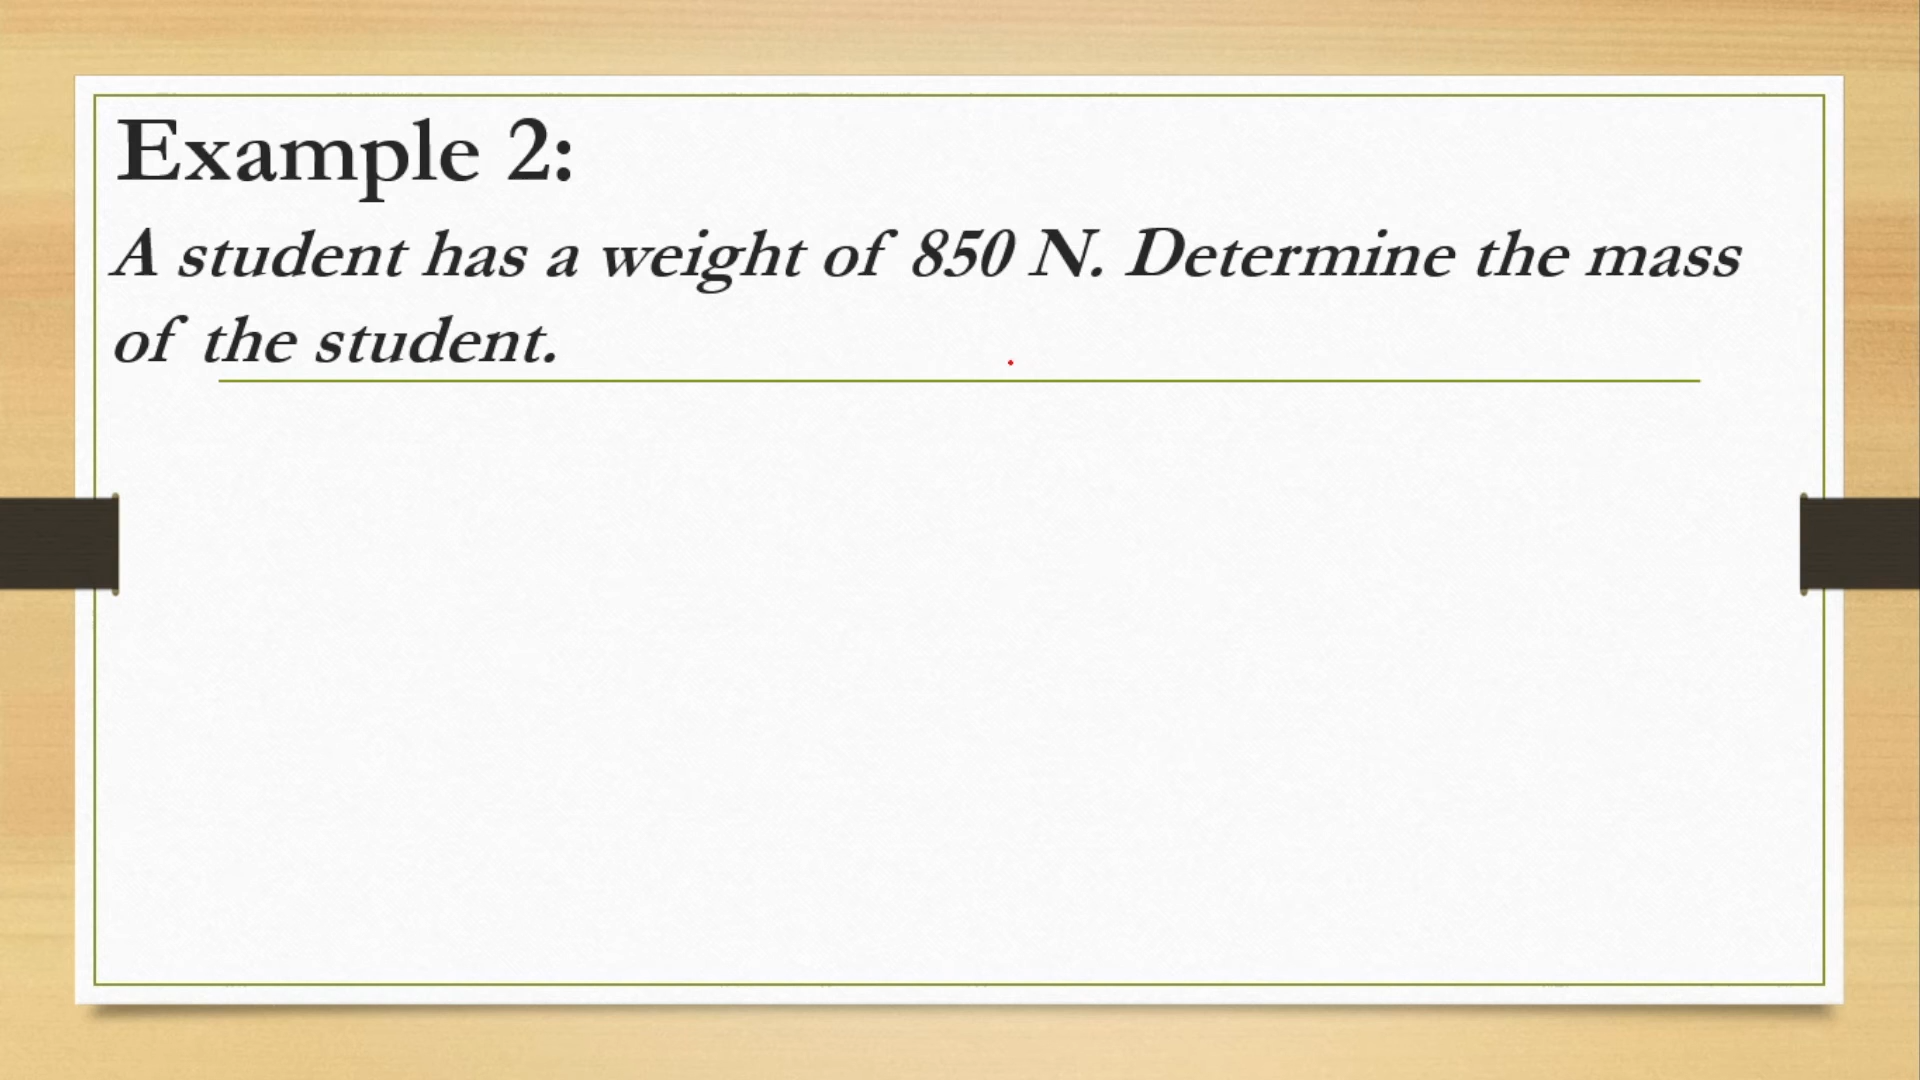 Example 2:
A student has a weight of 850 N. Determine the mass
of the student.